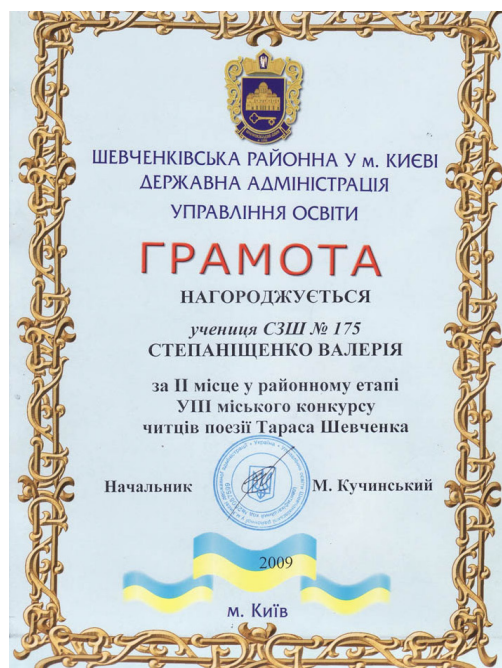 ШЕВЧЕНКІВСЬКА РАЙОННА У м. КИЄВІ
ДЕРЖАВНА АДМІНІСТРАЦІЯ
УПРАВЛІННЯ ОСВІТИ
ГРАМОТА
НАГОРОДЖУЄТЬСЯ
учениця СЗШ № 175
СТЕПАНІЩЕНКО ВАЛЕРІЯ
за ІІ місце у районному етапі
УІІІ міського конкурсу
читців поезії Тараса Шевченка
Начальник М. Кучинський
2009
м. Київ